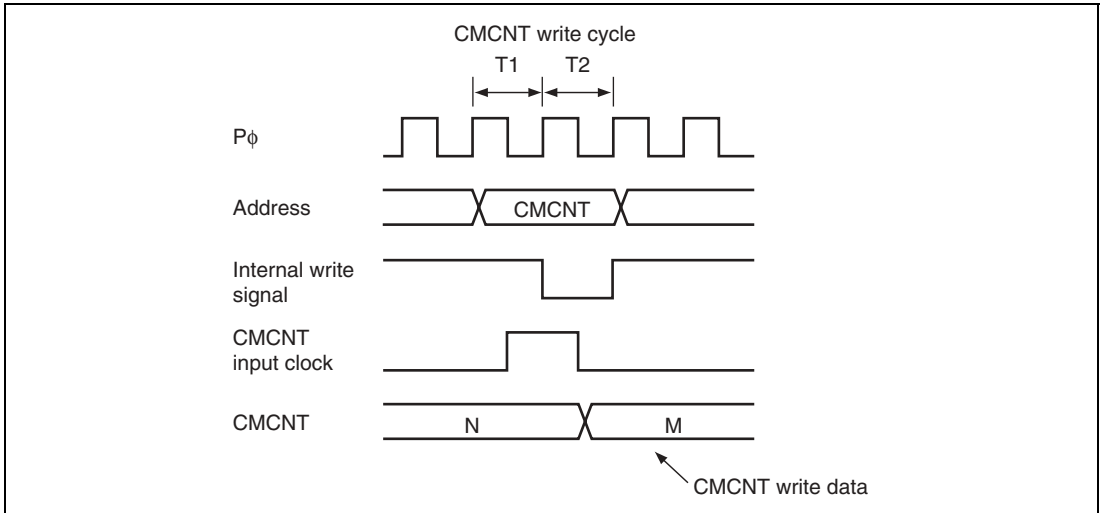 CMCNT write cycle
T1 T2
Pϕ
Address CMCNT
Internal write
signal
CMCNT
input clock
CMCNT N M
CMCNT write data